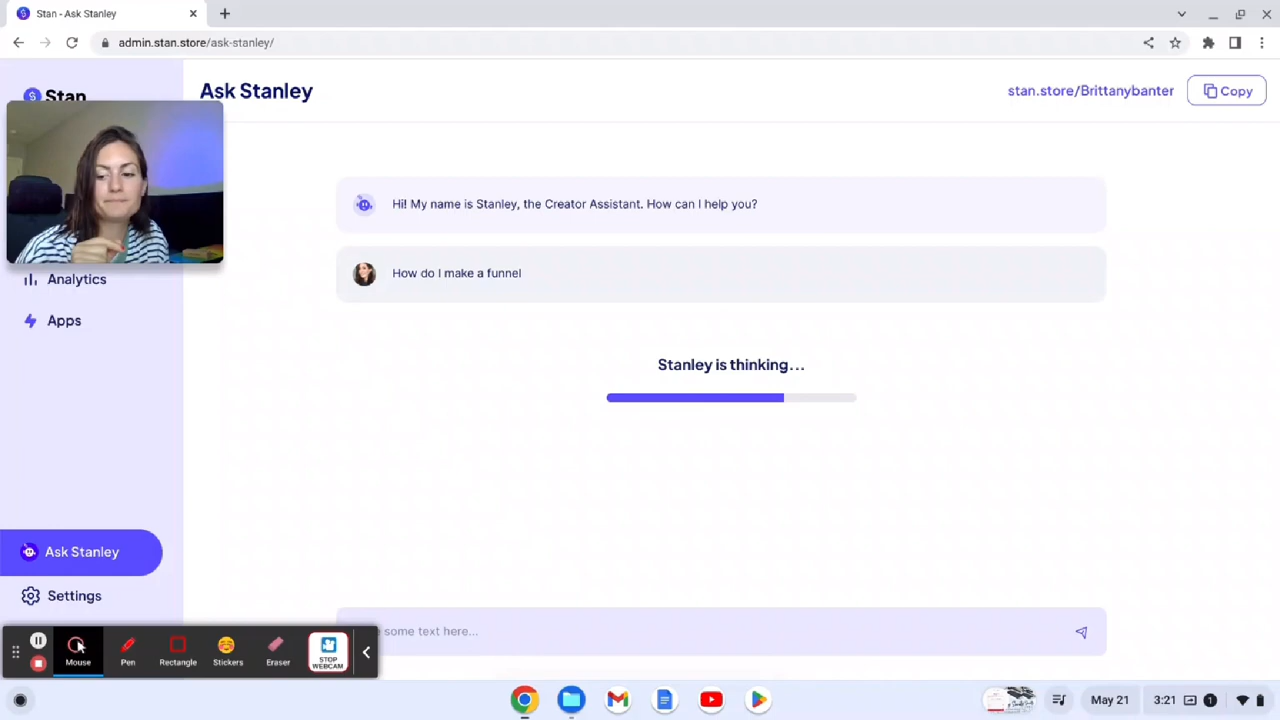 Stan - Ask Stanley
admin.stan.store/ask-stanley/
Stan
Ask Stanley
stan.store/Brittanybanter
Copy
Hi! My name is Stanley, the Creator Assistant. How can I help you?
How do I make a funnel
Analytics
Apps
Stanley is thinking...
Ask Stanley
Settings
some text here...
Mouse
Pen
Rectangle
Stickers
Eraser
STOP
WEBCAM
May 21
3:21
1